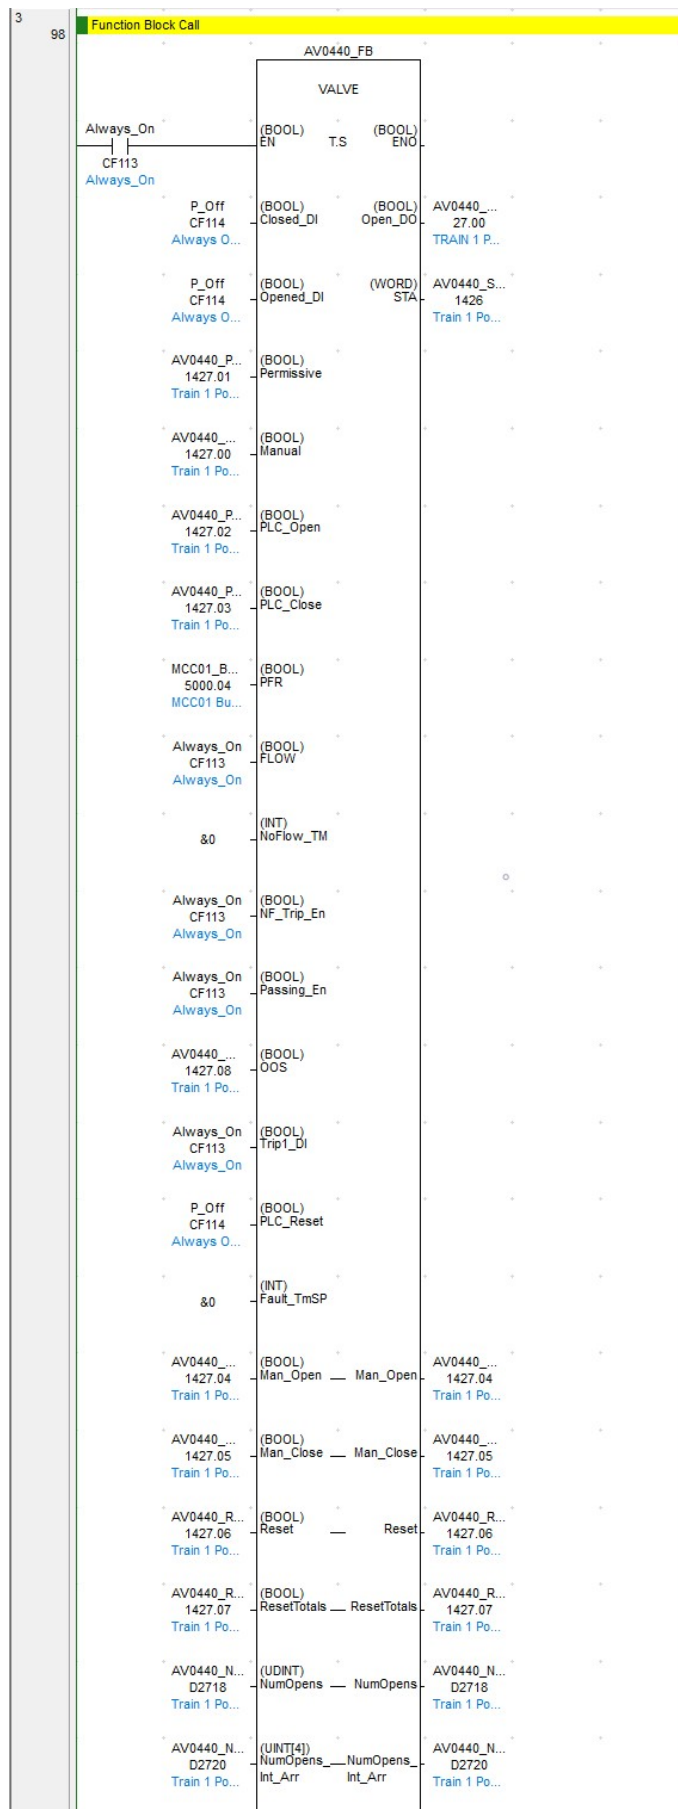 3
98
Function Block Call
AV0440_FB
VALVE
Always_On
(BOOL) (BOOL)
EN T.S ENO
CF113
Always_On
P_Off (BOOL) (BOOL) AV0440_...
CF114 Closed_DI Open_DO 27.00
Always O... TRAIN 1 P...
P_Off (BOOL) (WORD) AV0440_S...
CF114 Opened_DI STA 1426
Always O... Train 1 Po...
AV0440_P... (BOOL)
1427.01 Permissive
Train 1 Po...
AV0440_... (BOOL)
1427.00 Manual
Train 1 Po...
AV0440_P... (BOOL)
1427.02 PLC_Open
Train 1 Po...
AV0440_P... (BOOL)
1427.03 PLC_Close
Train 1 Po...
MCC01_B... (BOOL)
5000.04 PFR
MCC01 Bu...
Always_On (BOOL)
CF113 FLOW
Always_On
(INT)
&0 NoFlow_TM
Always_On (BOOL)
CF113 NF_Trip_En
Always_On
Always_On (BOOL)
CF113 Passing_En
Always_On
AV0440_... (BOOL)
1427.08 OOS
Train 1 Po...
Always_On (BOOL)
CF113 Trip1_DI
Always_On
P_Off (BOOL)
CF114 PLC_Reset
Always O...
(INT)
&0 Fault_TmSP
AV0440_... (BOOL) AV0440_...
1427.04 Man_Open Man_Open 1427.04
Train 1 Po... Train 1 Po...
AV0440_... (BOOL) AV0440_...
1427.05 Man_Close Man_Close 1427.05
Train 1 Po... Train 1 Po...
AV0440_R... (BOOL) AV0440_R...
1427.06 Reset Reset 1427.06
Train 1 Po... Train 1 Po...
AV0440_R... (BOOL) AV0440_R...
1427.07 ResetTotals ResetTotals 1427.07
Train 1 Po... Train 1 Po...
AV0440_N... (UDINT) AV0440_N...
D2718 NumOpens NumOpens D2718
Train 1 Po... Train 1 Po...
AV0440_N... (UINT[4]) AV0440_N...
D2720 NumOpens_ NumOpens_ D2720
Train 1 Po... Int_Arr Int_Arr Train 1 Po...